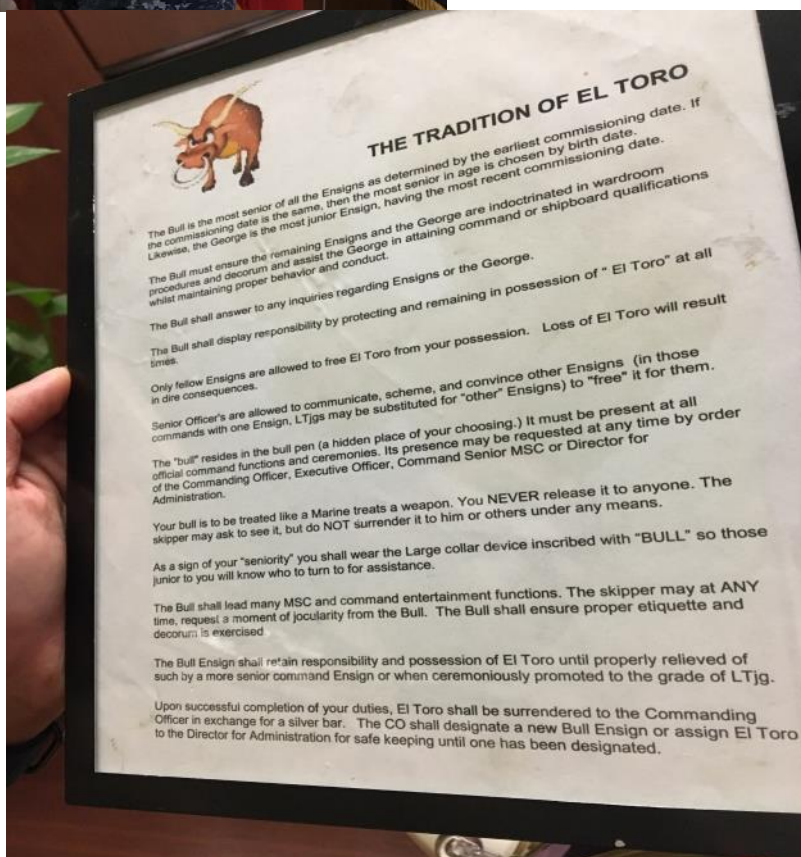 THE TRADITION OF EL TORO
The Bull is the most senior of all the Ensigns as determined by the earliest commissioning date. If
the commissioning date is the same, then the most senior in age is chosen by birth date.
Likewise, the George is the most junior Ensign, having the most recent commissioning date.
The Bull must ensure the remaining Ensigns and the George are indoctrinated in wardroom
procedures and decorum and assist the George in attaining command or shipboard qualifications
whilst maintaining proper behavior and conduct.
The Bull shall answer to any inquiries regarding Ensigns or the George.
The Bull shall display responsibility by protecting and remaining in possession of " El Toro" at all
times.
Only fellow Ensigns are allowed to free El Toro from your possession. Loss of El Toro will result
in dire consequences.
Senior Officer's are allowed to communicate, scheme, and convince other Ensigns (in those
commands with one Ensign, LTjgs may be substituted for "other" Ensigns) to "free" it for them.
The "bull" resides in the bull pen (a hidden place of your choosing.) It must be present at all
official command functions and ceremonies. Its presence may be requested at any time by order
of the Commanding Officer, Executive Officer, Command Senior MSC or Director for
Administration.
Your bull is to be treated like a Marine treats a weapon. You NEVER release it to anyone. The
skipper may ask to see it, but do NOT surrender it to him or others under any means.
As a sign of your "seniority" you shall wear the Large collar device inscribed with "BULL" so those
junior to you will know who to turn to for assistance.
The Bull shall lead many MSC and command entertainment functions. The skipper may at ANY
time, request a moment of jocularity from the Bull. The Bull shall ensure proper etiquette and
decorum is exercised
The Bull Ensign shall retain responsibility and possession of El Toro until properly relieved of
such by a more senior command Ensign or when ceremoniously promoted to the grade of LTjg.
Upon successful completion of your duties, El Toro shall be surrendered to the Commanding
Officer in exchange for a silver bar. The CO shall designate a new Bull Ensign or assign El Toro
to the Director for Administration for safe keeping until one has been designated.